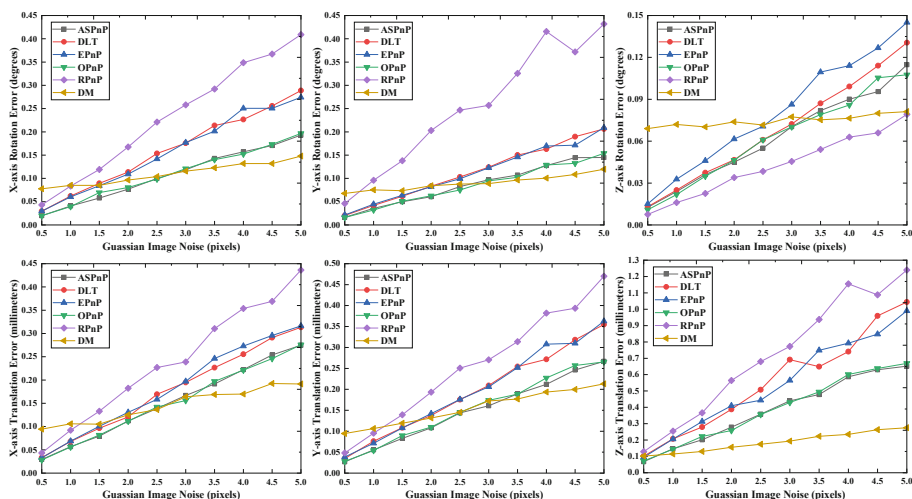 X-axis Rotation Error (degrees)
0.45
0.40
0.35
0.30
0.25
0.20
0.15
0.10
0.05
0.00
ASPnP
DLT
EPnP
OPnP
RPnP
DM
0.5 1.0 1.5 2.0 2.5 3.0 3.5 4.0 4.5 5.0
Guassian Image Noise (pixels)
Y-axis Rotation Error (degrees)
0.45
0.40
0.35
0.30
0.25
0.20
0.15
0.10
0.05
0.00
ASPnP
DLT
EPnP
OPnP
RPnP
DM
0.5 1.0 1.5 2.0 2.5 3.0 3.5 4.0 4.5 5.0
Guassian Image Noise (pixels)
Z-axis Rotation Error (degrees)
0.15
0.12
0.09
0.06
0.03
0.00
ASPnP
DLT
EPnP
OPnP
RPnP
DM
0.5 1.0 1.5 2.0 2.5 3.0 3.5 4.0 4.5 5.0
Guassian Image Noise (pixels)
X-axis Translation Error (millimeters)
0.45
0.40
0.35
0.30
0.25
0.20
0.15
0.10
0.05
0.00
ASPnP
DLT
EPnP
OPnP
RPnP
DM
0.5 1.0 1.5 2.0 2.5 3.0 3.5 4.0 4.5 5.0
Guassian Image Noise (pixels)
Y-axis Translation Error (millimeters)
0.50
0.45
0.40
0.35
0.30
0.25
0.20
0.15
0.10
0.05
0.00
ASPnP
DLT
EPnP
OPnP
RPnP
DM
0.5 1.0 1.5 2.0 2.5 3.0 3.5 4.0 4.5 5.0
Guassian Image Noise (pixels)
Z-axis Translation Error (millimeters)
1.3
1.2
1.1
1.0
0.9
0.8
0.7
0.6
0.5
0.4
0.3
0.2
0.1
0.0
ASPnP
DLT
EPnP
OPnP
RPnP
DM
0.5 1.0 1.5 2.0 2.5 3.0 3.5 4.0 4.5 5.0
Guassian Image Noise (pixels)